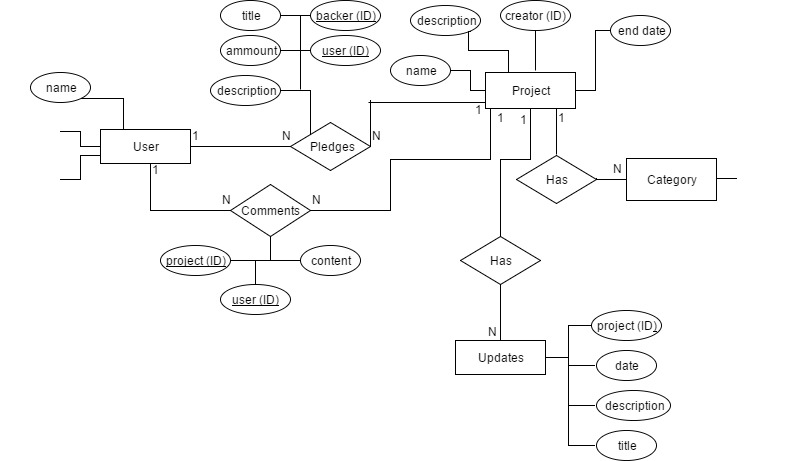 title
backer (ID)
description
creator (ID)
end date
ammount
user (ID)
name
name
description
Project
1
1
1
1
User
1
N
Pledges
N
1
Has
N
Category
N
Comments
N
project (ID)
content
user (ID)
Has
N
Updates
project (ID)
date
description
title